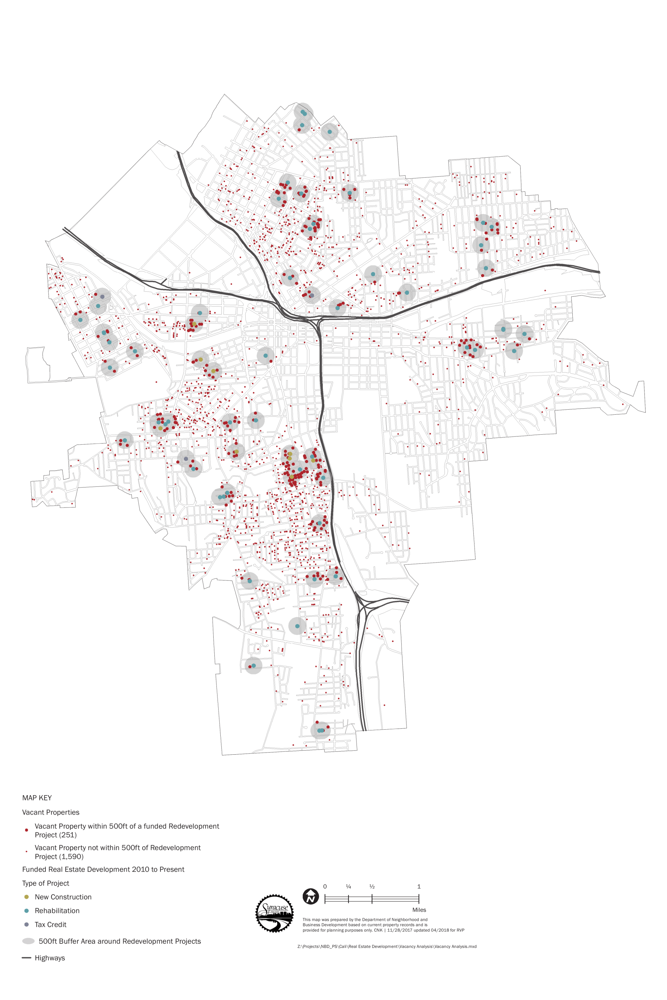 MAP KEY
Vacant Properties
Vacant Property within 500ft of a funded Redevelopment
Project (251)
Vacant Property not within 500ft of Redevelopment
Project (1,590)
Funded Real Estate Development 2010 to Present
Type of Project
New Construction
Rehabilitation
Tax Credit
500ft Buffer Area around Redevelopment Projects
Highways
Syracuse
N
0 ¼ ½ 1
Miles
This map was prepared by the Department of Neighborhood and
Business Development based on current property records and is
provided for planning purposes only. CNK | 11/28/2017 updated 04/2018 for RVP
Z:\Projects\NBD_PS\Cali\Real Estate Development\Vacancy Analysis\Vacancy Analysis.mxd